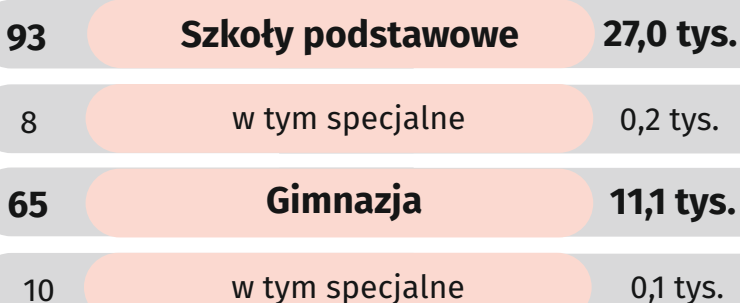 93 Szkoły podstawowe 27,0 tys.
8 w tym specjalne 0,2 tys.
65 Gimnazja 11,1 tys.
10 w tym specjalne 0,1 tys.